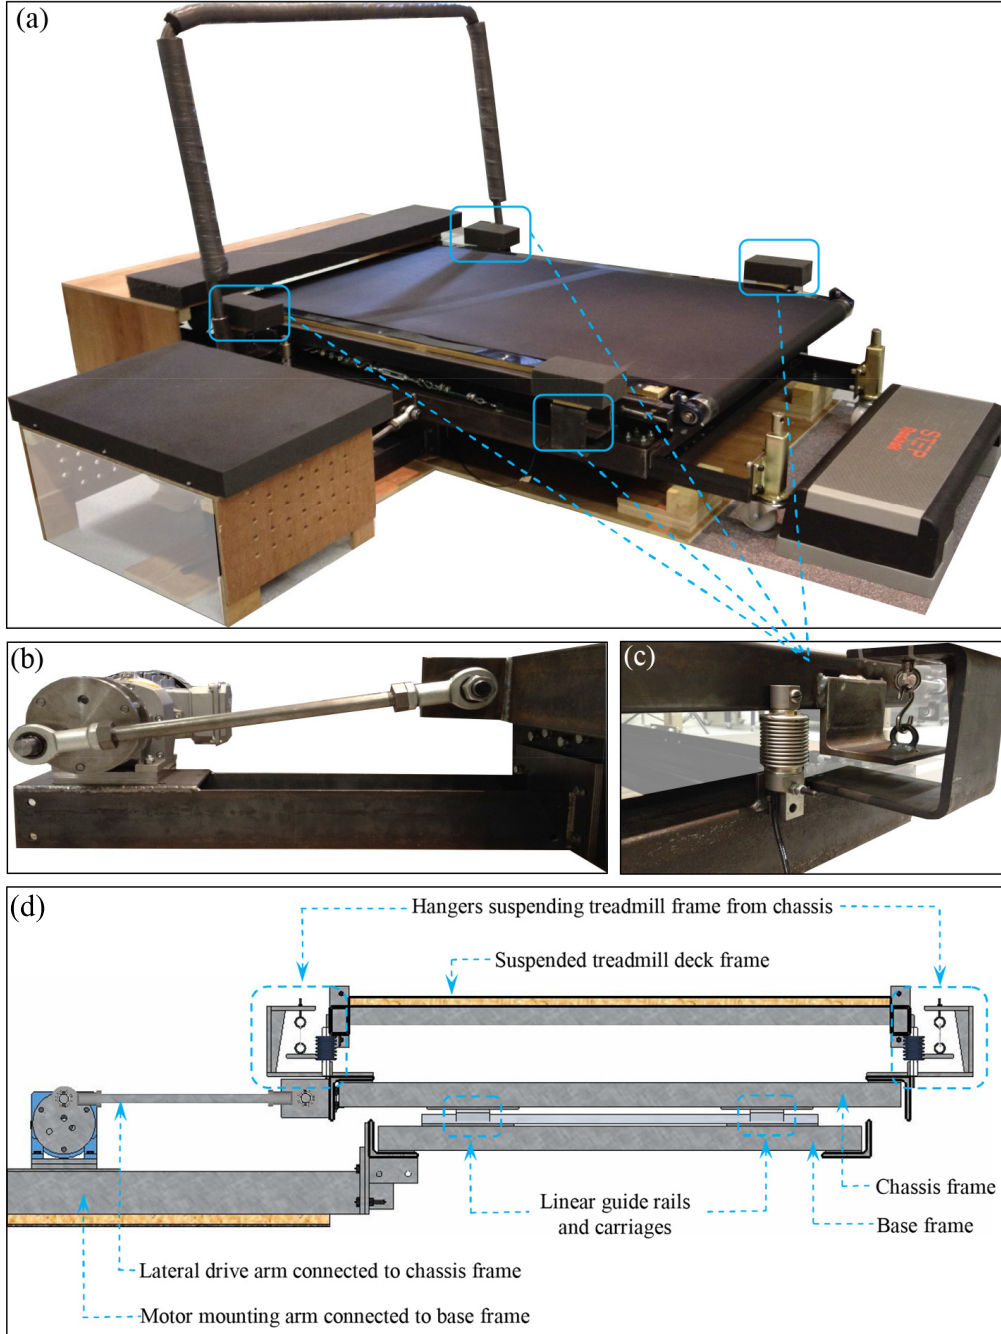 (a)
STEP
(b)
(c)
(d)
Hangers suspending treadmill frame from chassis
Suspended treadmill deck frame
Linear guide rails
and carriages
Chassis frame
Base frame
Lateral drive arm connected to chassis frame
Motor mounting arm connected to base frame